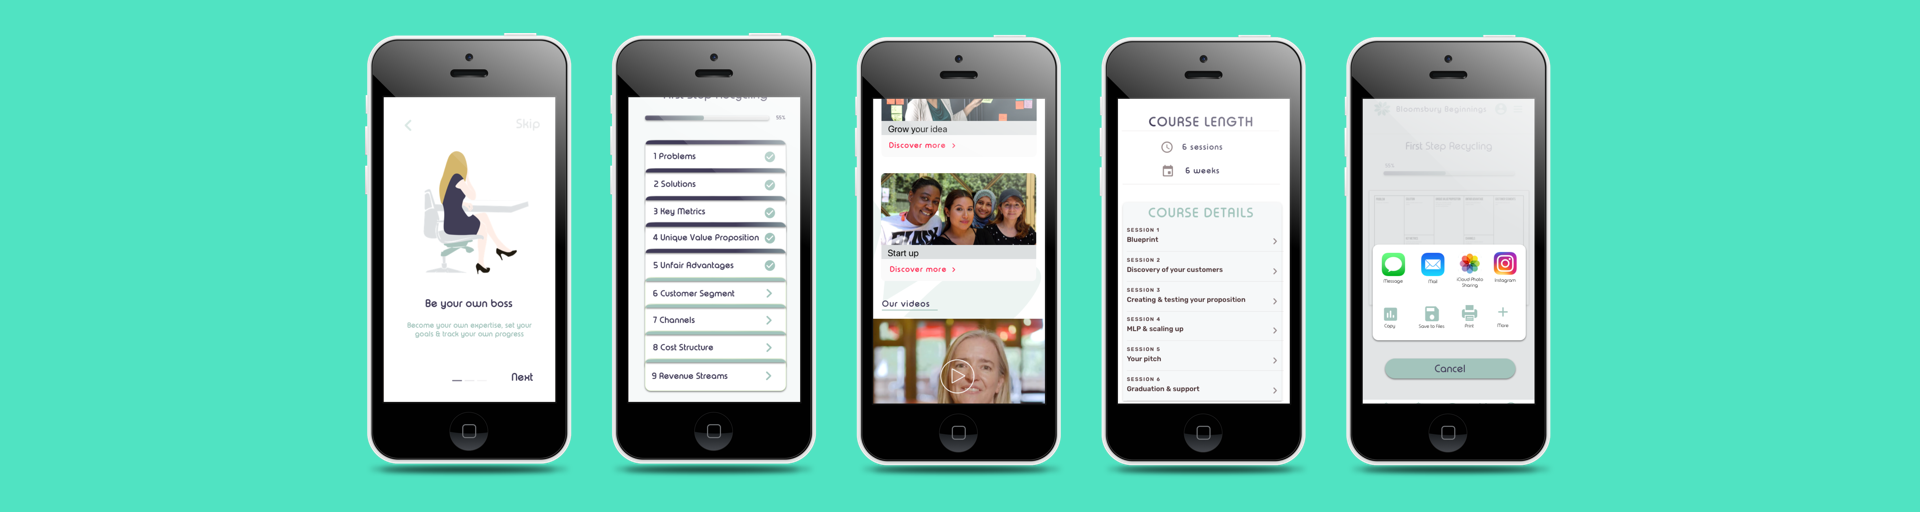 Skip
Be your own boss
Become your own expertise, set your
goals & track your own progress
Next
First Step Recycling
55%
1 Problems
2 Solutions
3 Key Metrics
4 Unique Value Proposition
5 Unfair Advantages
6 Customer Segment
7 Channels
8 Cost Structure
9 Revenue Streams
Grow your idea
Discover more
Start up
Discover more
Our videos
COURSE LENGTH
6 sessions
6 weeks
COURSE DETAILS
SESSION 1
Blueprint
SESSION 2
Discovery of your customers
SESSION 3
Creating & testing your proposition
SESSION 4
MLP & scaling up
SESSION 5
Your pitch
SESSION 6
Graduation & support
Bloomsbury Beginnings
First Step Recycling
55%
Message
Mail
iCloud Photo
Sharing
Instagram
Copy
Save to Files
Print
More
Cancel